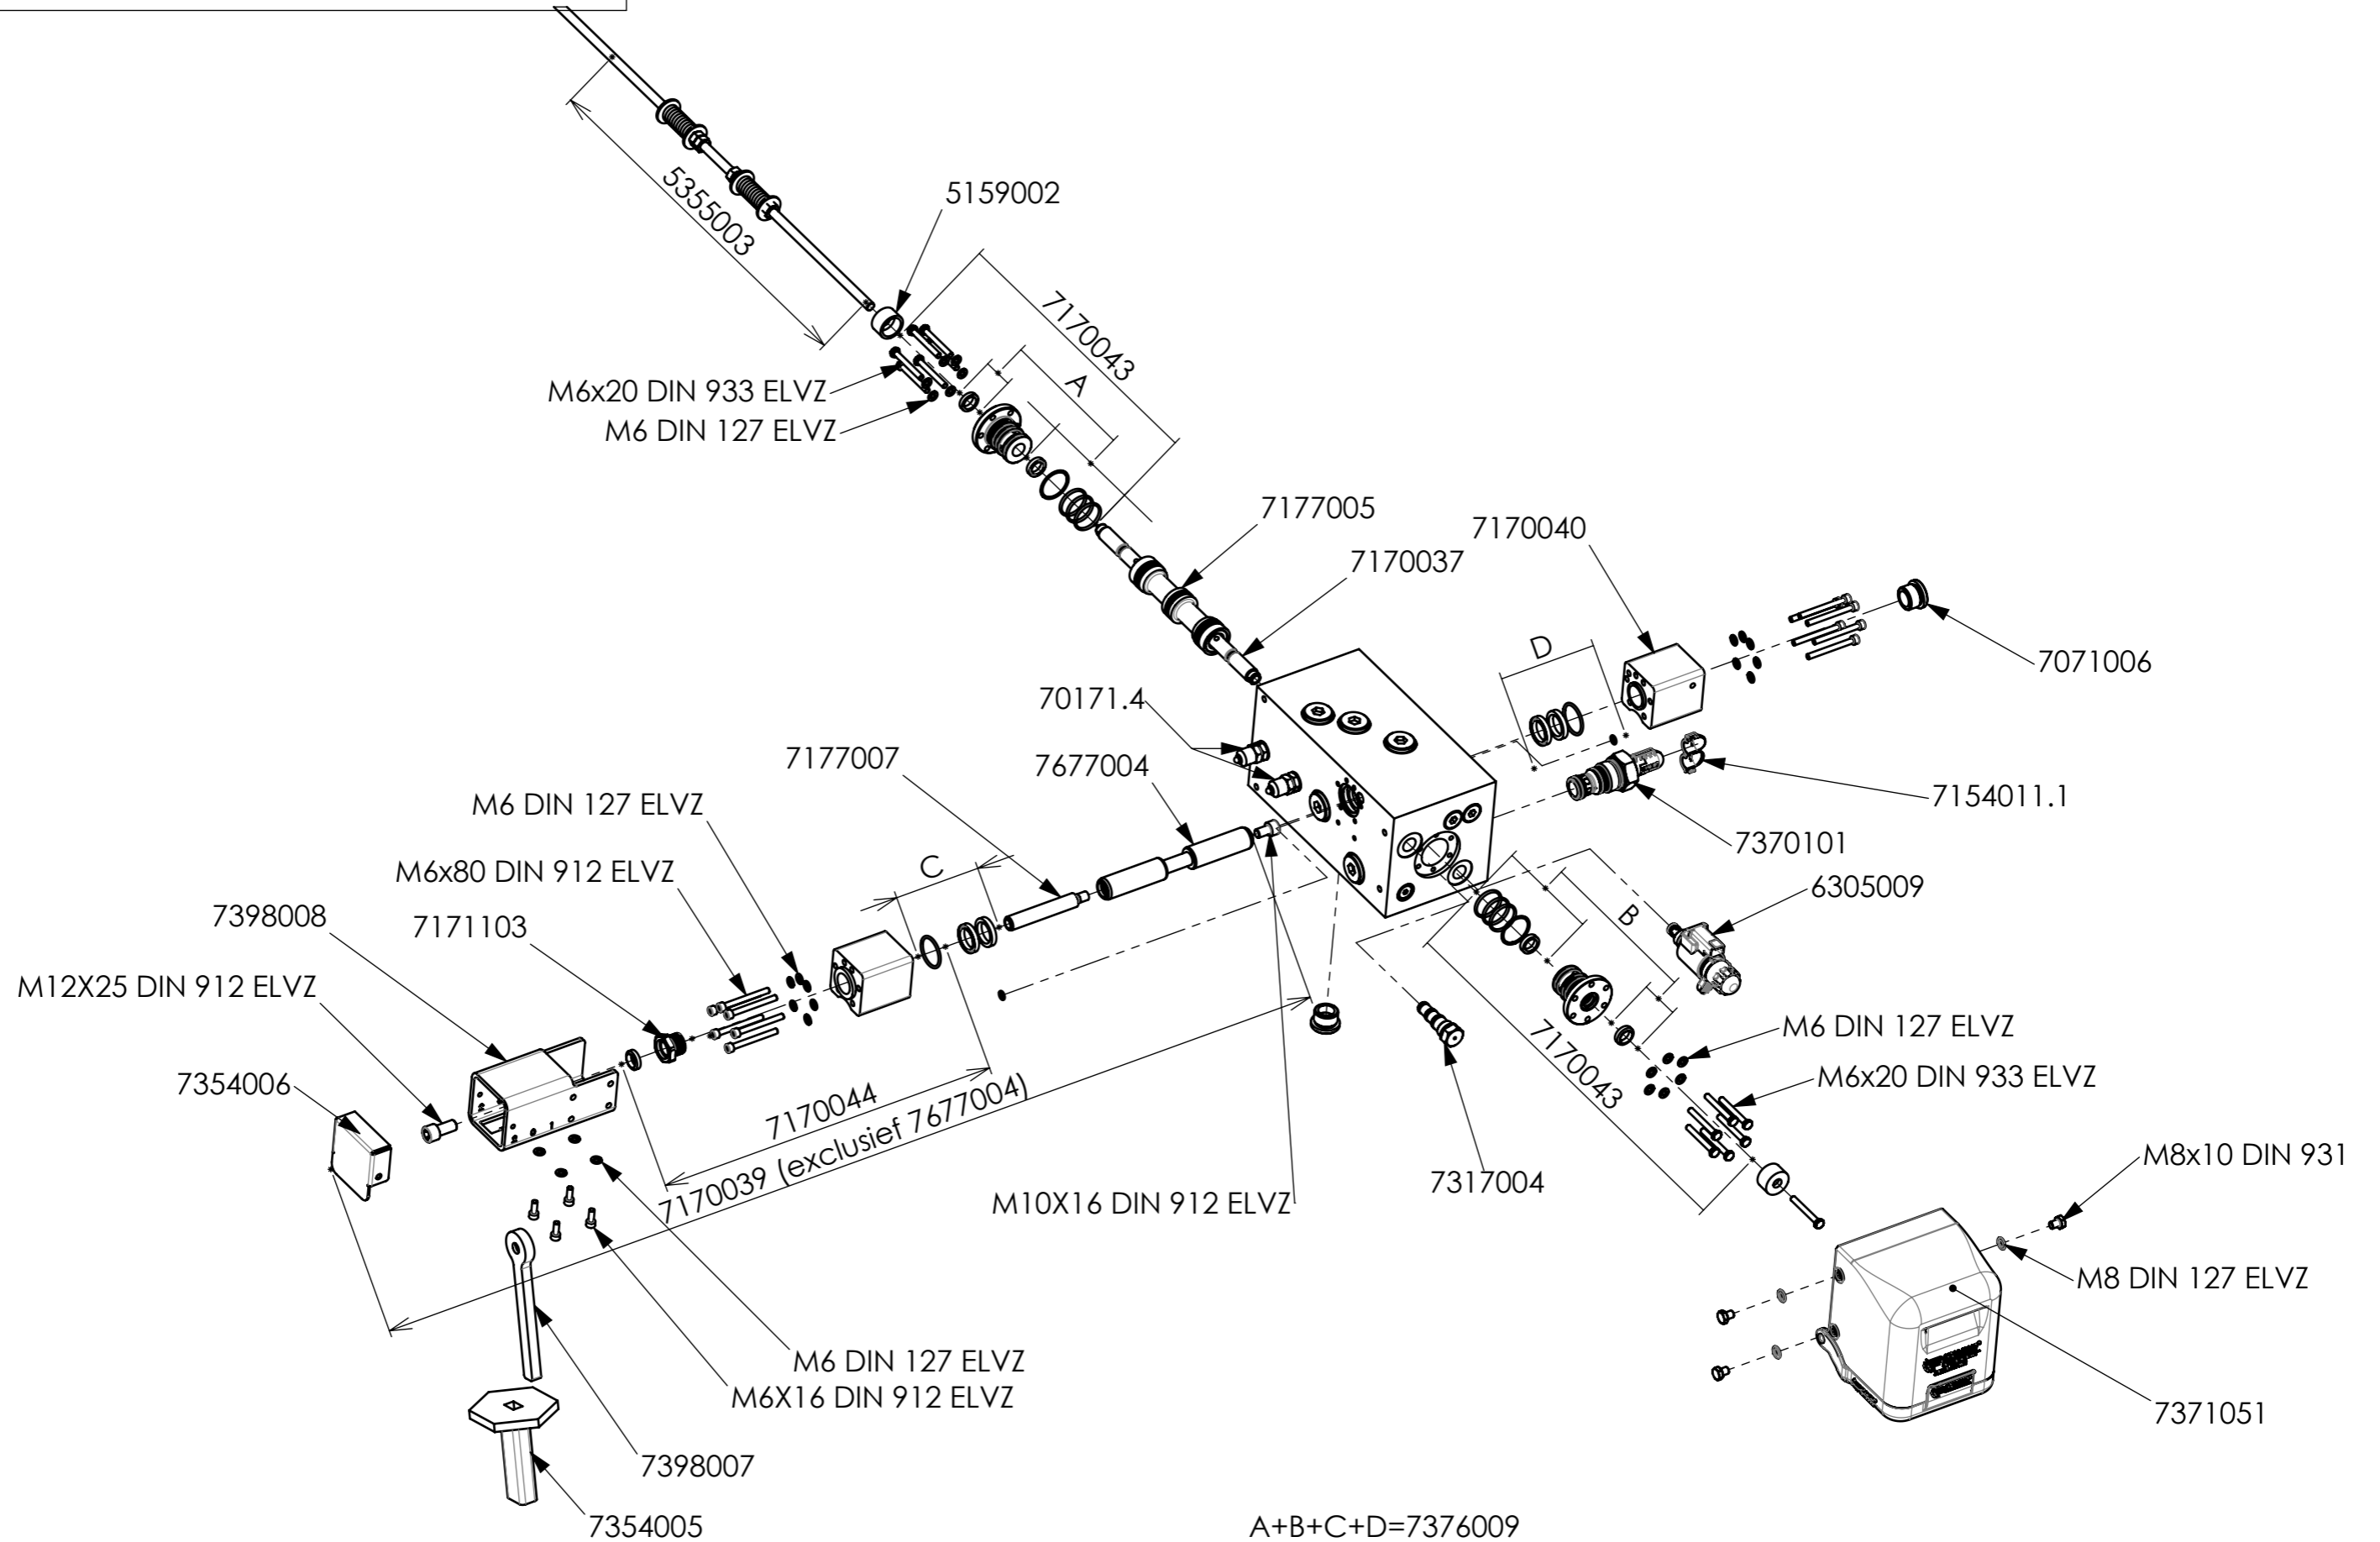 5355003
5159002
7170043
M6x20 DIN 933 ELVZ
M6 DIN 127 ELVZ
A
7177005
7170040
7170037
D
7071006
70171.4
7177007
7677004
7154011.1
M6 DIN 127 ELVZ
7370101
C
M6x80 DIN 912 ELVZ
6305009
7398008
7171103
B
M12X25 DIN 912 ELVZ
M6 DIN 127 ELVZ
7354006
7170044
7170043
M6x20 DIN 933 ELVZ
7170039 (exclusief 7677004)
2 0 1
M10X16 DIN 912 ELVZ
7317004
M8x10 DIN 931
M8 DIN 127 ELVZ
M6 DIN 127 ELVZ
M6X16 DIN 912 ELVZ
7371051
7398007
7354005
A+B+C+D=7376009